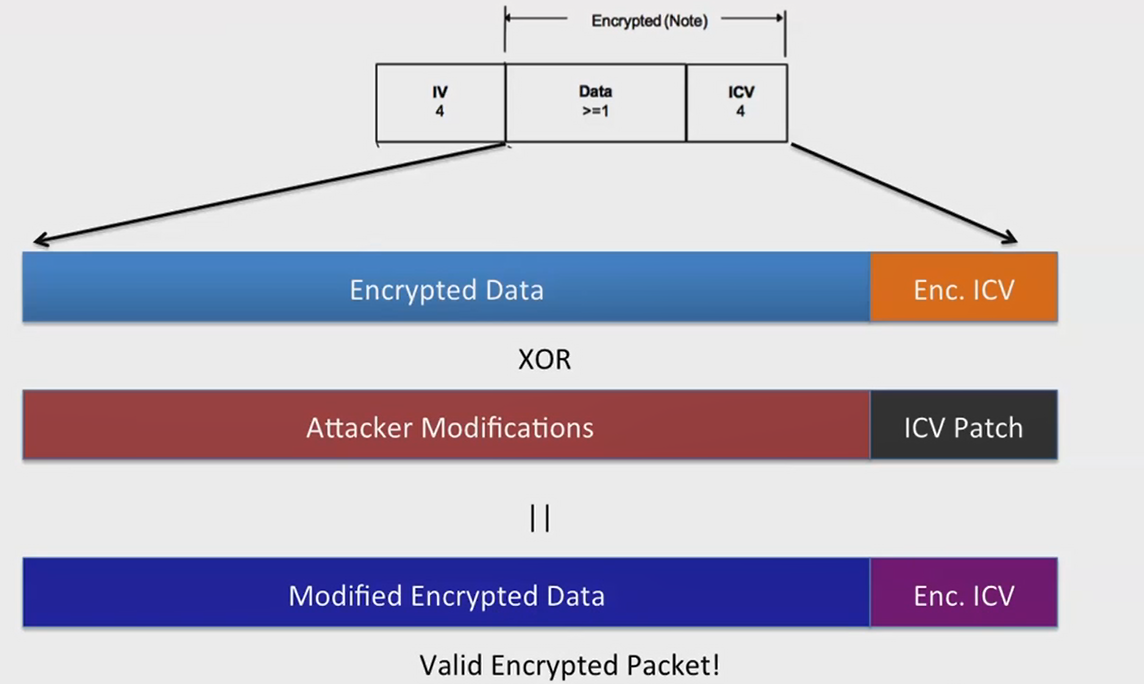 Encrypted (Note)
IV
4
Data
>=1
ICV
4
Encrypted Data
Enc. ICV
XOR
Attacker Modifications
ICV Patch
||
Modified Encrypted Data
Enc. ICV
Valid Encrypted Packet!